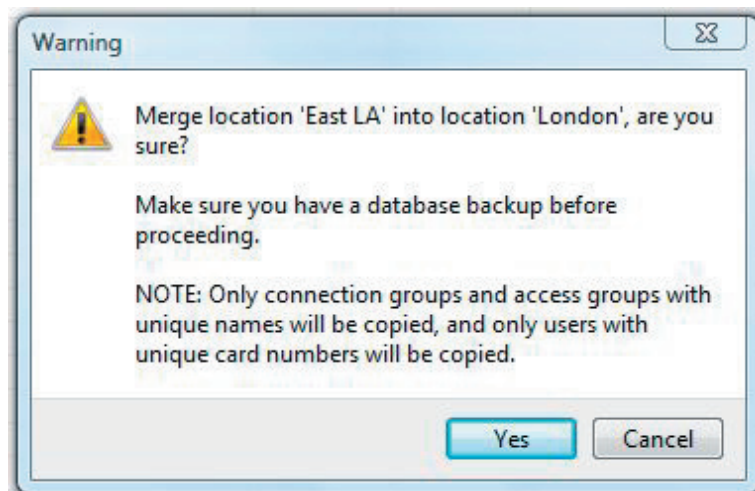 Warning
Merge location 'East LA' into location 'London', are you
sure?
Make sure you have a database backup before
proceeding.
NOTE: Only connection groups and access groups with
unique names will be copied, and only users with
unique card numbers will be copied.
Yes
Cancel